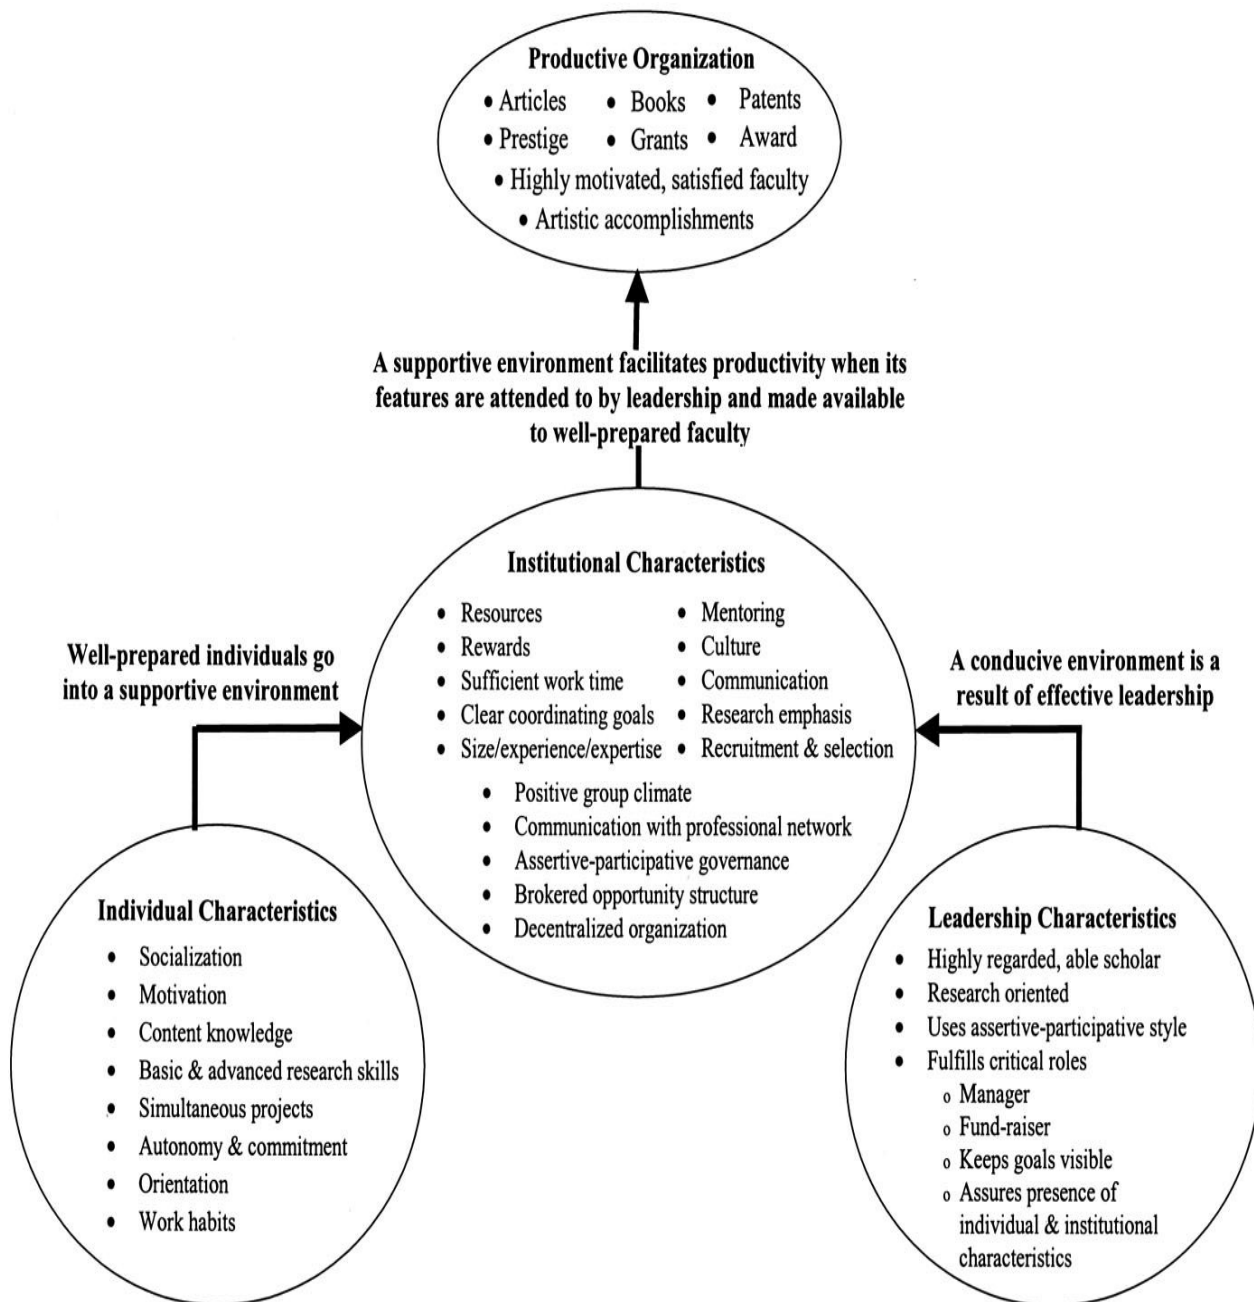 Productive Organization
• Articles • Books • Patents
• Prestige • Grants • Award
• Highly motivated, satisfied faculty
• Artistic accomplishments
A supportive environment facilitates productivity when its
features are attended to by leadership and made available
to well-prepared faculty
Institutional Characteristics
• Resources
• Rewards
• Sufficient work time
• Clear coordinating goals
• Size/experience/expertise
• Mentoring
• Culture
• Communication
• Research emphasis
• Recruitment & selection
• Positive group climate
• Communication with professional network
• Assertive-participative governance
• Brokered opportunity structure
• Decentralized organization
Well-prepared individuals go
into a supportive environment
A conducive environment is a
result of effective leadership
Individual Characteristics
• Socialization
• Motivation
• Content knowledge
• Basic & advanced research skills
• Simultaneous projects
• Autonomy & commitment
• Orientation
• Work habits
Leadership Characteristics
• Highly regarded, able scholar
• Research oriented
• Uses assertive-participative style
• Fulfills critical roles
o Manager
o Fund-raiser
o Keeps goals visible
o Assures presence of
individual & institutional
characteristics